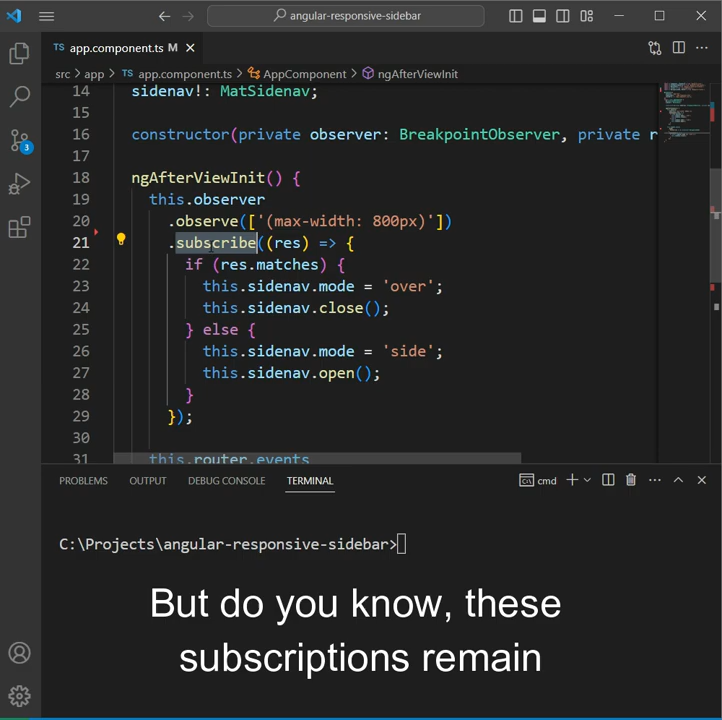 angular-responsive-sidebar
TS app.component.ts M
src > app > TS app.component.ts > AppComponent > ngAfterViewInit
14 sidenav!: MatSidenav;
15
16 constructor(private observer: BreakpointObserver, private r
17
18 ngAfterViewInit() {
19 this.observer
20 .observe(['(max-width: 800px)'])
21 .subscribe((res) => {
22 if (res.matches) {
23 this.sidenav.mode = 'over';
24 this.sidenav.close();
25 } else {
26 this.sidenav.mode = 'side';
27 this.sidenav.open();
28 }
29 });
30
31 this.router.events
3
PROBLEMS OUTPUT DEBUG CONSOLE TERMINAL cmd
C:\Projects\angular-responsive-sidebar>
But do you know, these
subscriptions remain